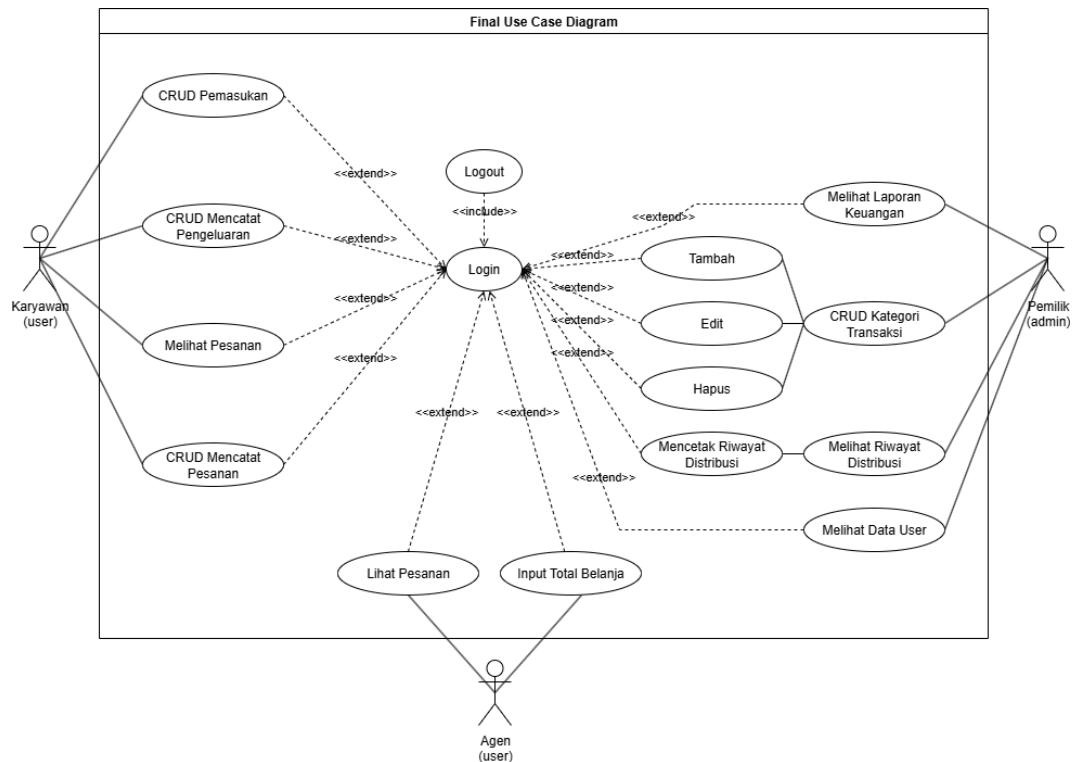 Final Use Case Diagram
CRUD Pemasukan
<<extend>>
Logout
<<include>>
CRUD Mencatat
Pengeluaran
<<extend>>
Login
Melihat Laporan
Keuangan
<<extend>>
<<extend>>
Tambah
<<extend>>
Edit
<<extend>>
CRUD Kategori
Transaksi
<<extend>>
Hapus
Karyawan
(user)
Pemilik
(admin)
Melihat Pesanan
<<extend>>
<<extend>>
CRUD Mencatat
Pesanan
<<extend>>
<<extend>>
Mencetak Riwayat
Distribusi
Melihat Riwayat
Distribusi
<<extend>>
Melihat Data User
Lihat Pesanan
Input Total Belanja
Agen
(user)